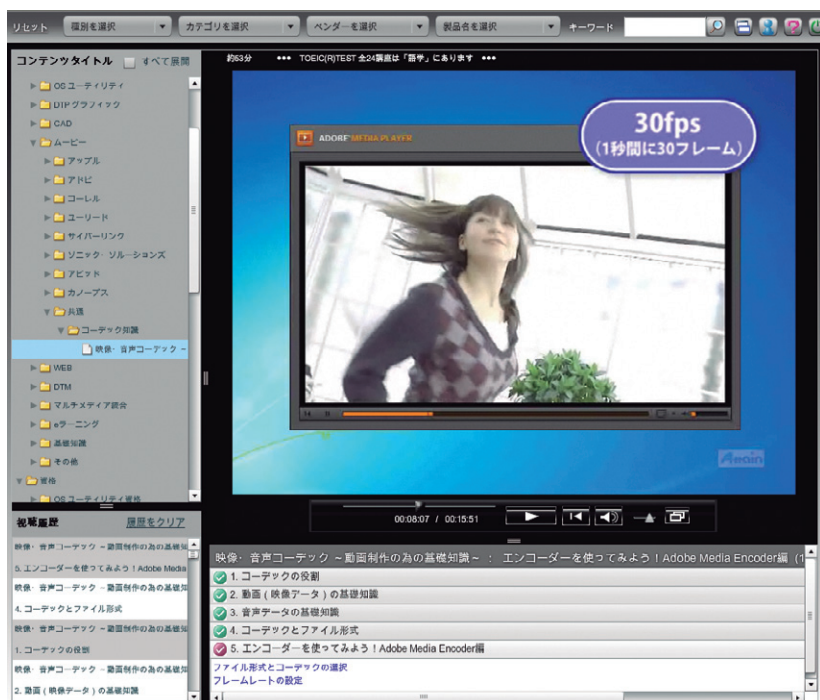 リセット 種別を選択 カテゴリを選択 ベンダーを選択 製品名を選択 キーワード
コンテンツタイトル すべて展開
約53分 ••• TOEIC(R)TEST 全24講座は「語学」にあります •••
OSユーティリティ
DTPグラフィック
CAD
ムービー
アップル
アドビ
コーレル
ユーリード
サイバーリンク
ソニック・ソルーションズ
アビッド
カノープス
共通
コーデック知識
映像・音声コーデック ~
WEB
DTM
マルチメディア統合
eラーニング
基礎知識
その他
資格
OSユーティリティ資格
ADOBE MEDIA PLAYER
30fps
(1秒間に30フレーム)
00:08:07 / 00:15:51
視聴履歴 履歴をクリア
映像・音声コーデック ~動画制作の為の基礎知
5. エンコーダーを使ってみよう!Adobe Media
映像・音声コーデック ~動画制作の為の基礎知
4. コーデックとファイル形式
映像・音声コーデック ~動画制作の為の基礎知
1. コーデックの役割
映像・音声コーデック ~動画制作の為の基礎知
2. 動画(映像データ)の基礎知識
映像・音声コーデック ~動画制作の為の基礎知識~ : エンコーダーを使ってみよう!Adobe Media Encoder編 (1
1. コーデックの役割
2. 動画(映像データ)の基礎知識
3. 音声データの基礎知識
4. コーデックとファイル形式
5. エンコーダーを使ってみよう!Adobe Media Encoder編
ファイル形式とコーデックの選択
フレームレートの設定